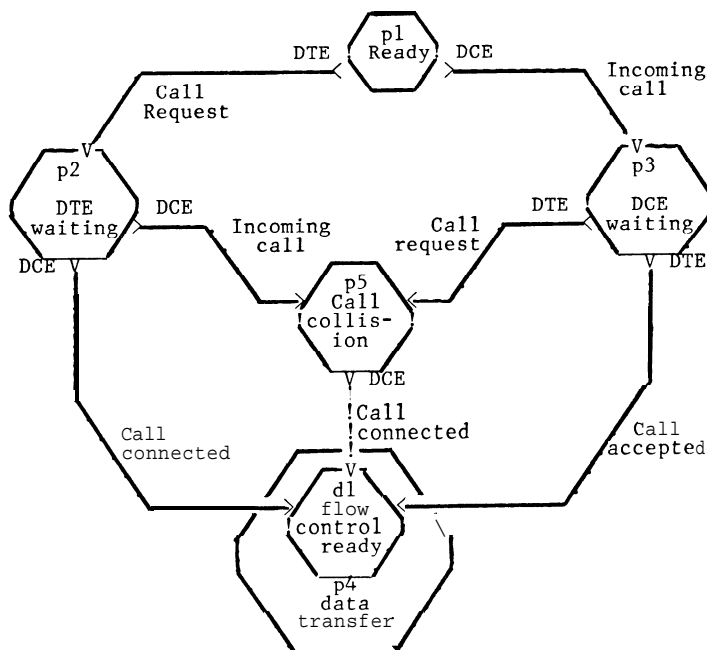 p1
Ready
DTE
DCE
Call
Request
Incoming
call
p2
DTE
waiting
DCE
DCE
Incoming
call
Call
request
DTE
p3
DCE
waiting
DTE
p5
Call
collis-
ion
DCE
Call
connected
Call
connected
Call
accepted
d1
flow
control
ready
p4
data
transfer